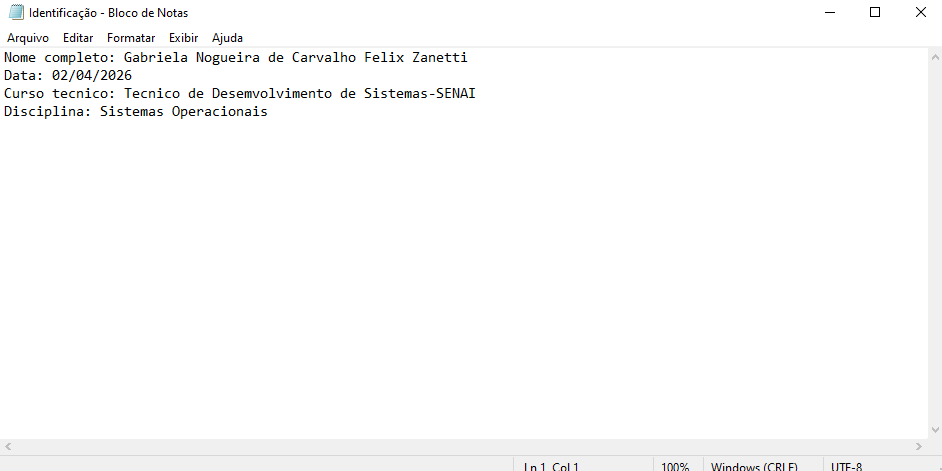 Identificação - Bloco de Notas
Arquivo Editar Formatar Exibir Ajuda
Nome completo: Gabriela Nogueira de Carvalho Felix Zanetti
Data: 02/04/2026
Curso tecnico: Tecnico de Desemvolvimento de Sistemas-SENAI
Disciplina: Sistemas Operacionais
Ln 1, Col 1 100% Windows (CRLF) UTF-8